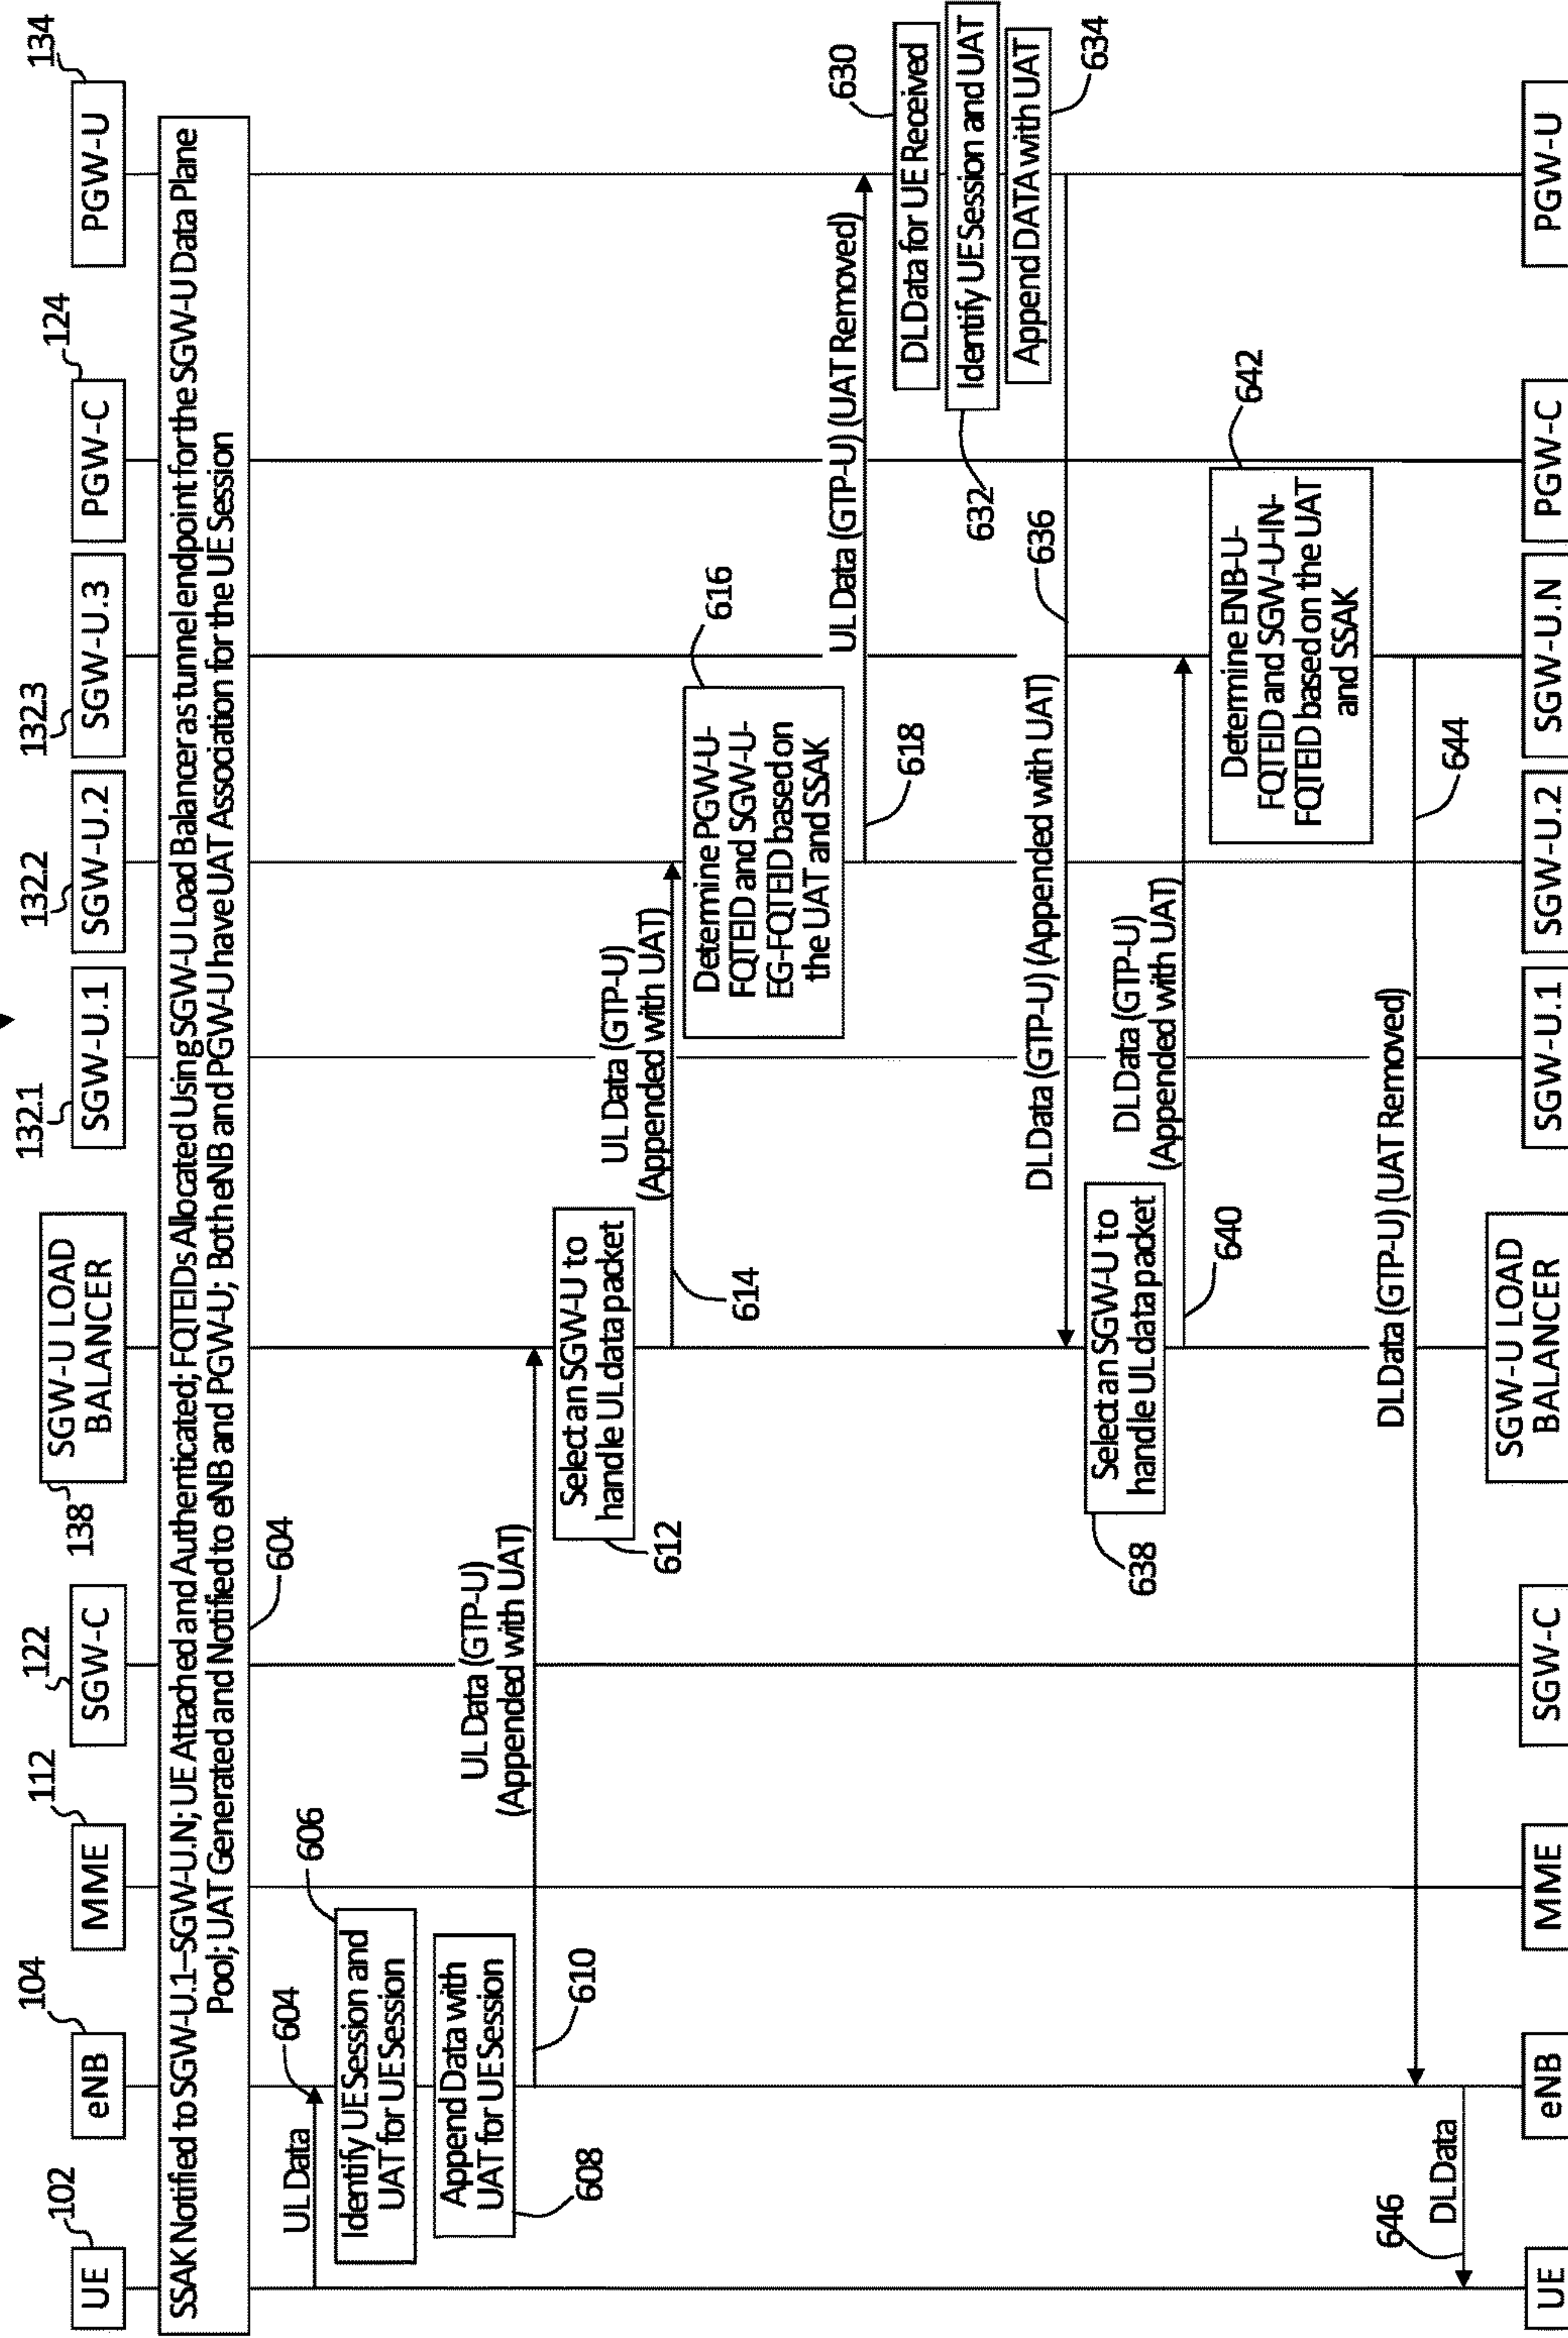 102
104
112
122
138
132.1
132.2
132.3
124
134
UE
eNB
MME
SGW-C
SGW-U LOAD
BALANCER
SGW-U.1
SGW-U.2
SGW-U.3
PGW-C
PGW-U
SSAK Notified to SGW-U.1–SGW-U.N; UE Attached and Authenticated; FQTEIDs Allocated Using SGW-U Load Balancer as tunnel endpoint for the SGW-U Data Plane
Pool; UAT Generated and Notified to eNB and PGW-U; Both eNB and PGW-U have UAT Association for the UE Session
604
UL Data
604
Identify UE Session and
UAT for UE Session
606
Append Data with
UAT for UE Session
608
UL Data (GTP-U)
(Appended with UAT)
610
Select an SGW-U to
handle UL data packet
612
UL Data (GTP-U)
(Appended with UAT)
614
Determine PGW-U-
FQTEID and SGW-U-
EG-FQTEID based on
the UAT and SSAK
616
UL Data (GTP-U) (UAT Removed)
618
DL Data for UE Received
630
Identify UE Session and UAT
632
Append DATA with UAT
634
DL Data (GTP-U) (Appended with UAT)
636
Select an SGW-U to
handle UL data packet
638
DL Data (GTP-U)
(Appended with UAT)
640
Determine ENB-U-
FQTEID and SGW-U-IN-
FQTEID based on the UAT
and SSAK
642
DL Data (GTP-U) (UAT Removed)
644
DL Data
646
UE
eNB
MME
SGW-C
SGW-U LOAD
BALANCER
SGW-U.1
SGW-U.2
SGW-U.N
PGW-C
PGW-U